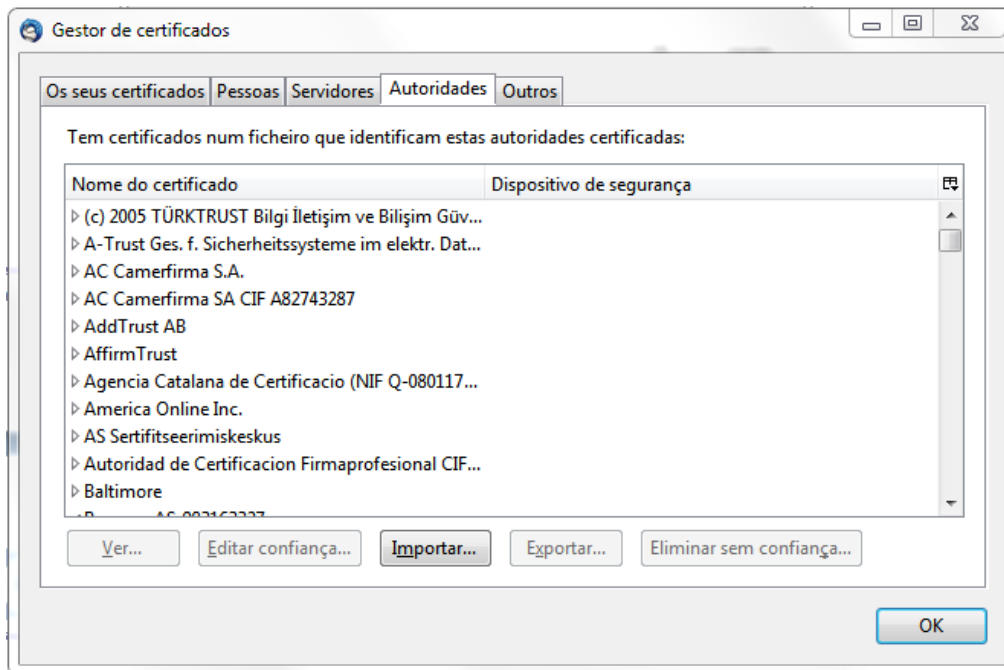 Gestor de certificados
Os seus certificados Pessoas Servidores Autoridades Outros
Tem certificados num ficheiro que identificam estas autoridades certificadas:
Nome do certificado Dispositivo de segurança
(c) 2005 TÜRKTRUST Bilgi İletişim ve Bilişim Güv...
A-Trust Ges. f. Sicherheitssysteme im elektr. Dat...
AC Camerfirma S.A.
AC Camerfirma SA CIF A82743287
AddTrust AB
AffirmTrust
Agencia Catalana de Certificacio (NIF Q-080117...
America Online Inc.
AS Sertifitseerimiskeskus
Autoridad de Certificacion Firmaprofesional CIF...
Baltimore
Ver... Editar confiança... Importar... Exportar... Eliminar sem confiança...
OK